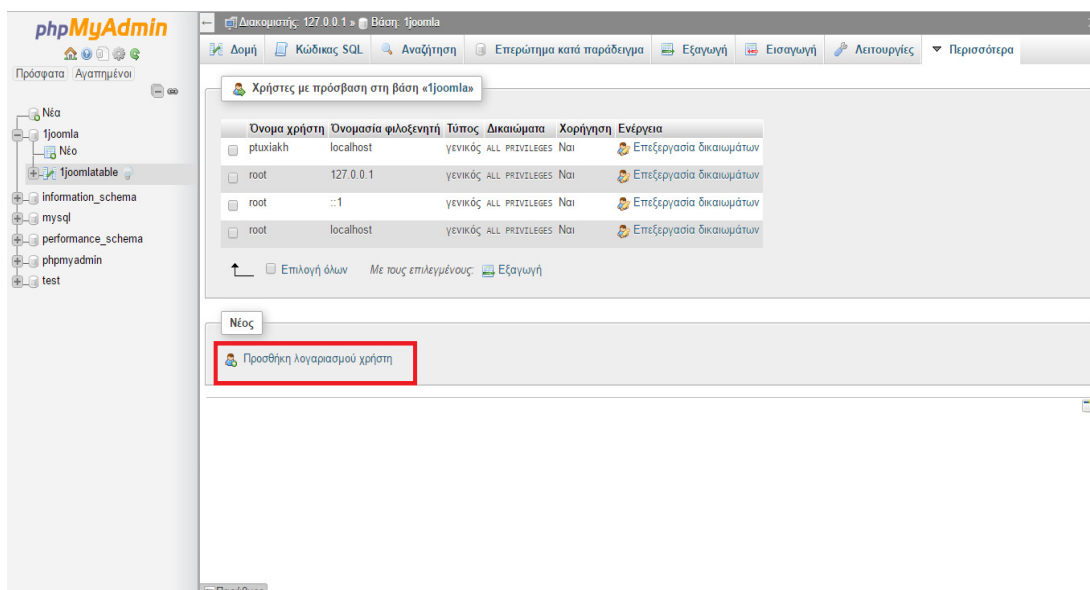 phpMyAdmin
Πρόσφατα Αγαπημένοι
Νέα
1joomla
Νέο
1joomlatable
information_schema
mysql
performance_schema
phpmyadmin
test
Διακομιστής: 127.0.0.1 » Βάση: 1joomla
Δομή Κώδικας SQL Αναζήτηση Επερώτημα κατά παράδειγμα Εξαγωγή Εισαγωγή Λειτουργίες Περισσότερα
Χρήστες με πρόσβαση στη βάση «1joomla»
Όνομα χρήστη Όνομασία φιλοξενητή Τύπος Δικαιώματα Χορήγηση Ενέργεια
ptuxiakh localhost γενικός ALL PRIVILEGES Ναι Επεξεργασία δικαιωμάτων
root 127.0.0.1 γενικός ALL PRIVILEGES Ναι Επεξεργασία δικαιωμάτων
root ::1 γενικός ALL PRIVILEGES Ναι Επεξεργασία δικαιωμάτων
root localhost γενικός ALL PRIVILEGES Ναι Επεξεργασία δικαιωμάτων
Επιλογή όλων Με τους επιλεγμένους: Εξαγωγή
Νέος
Προσθήκη λογαριασμού χρήστη